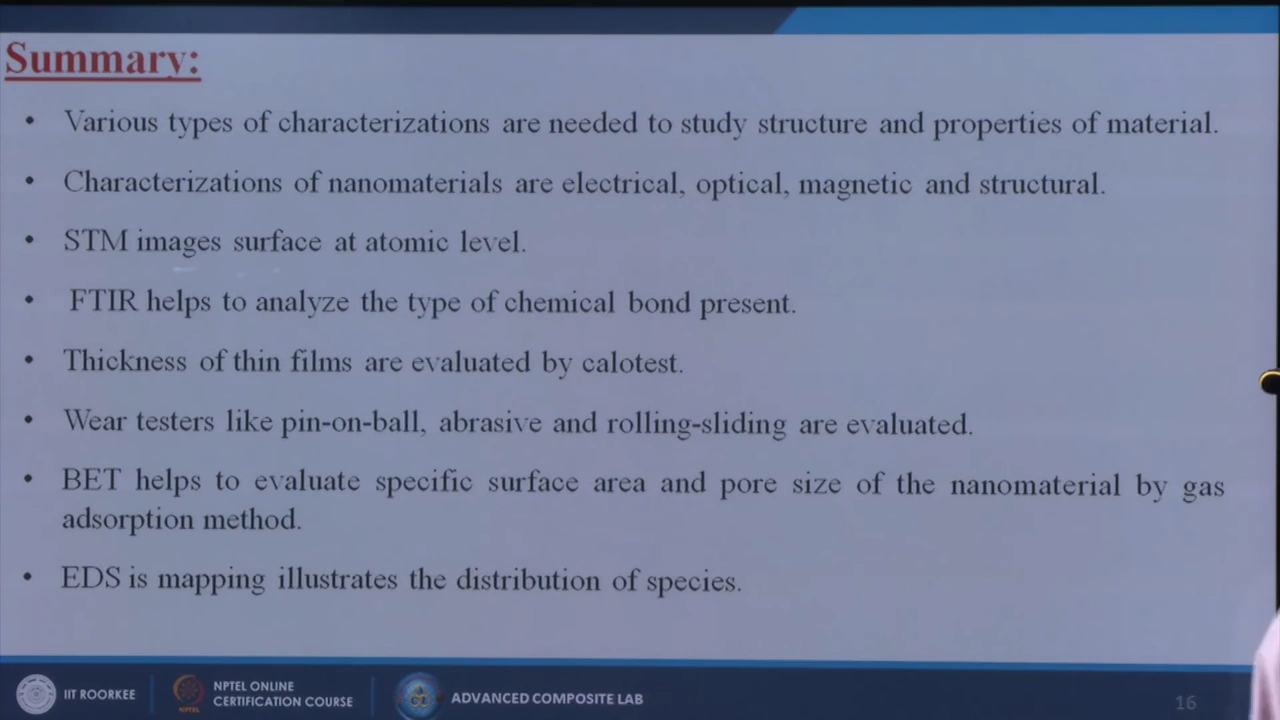 Summary:
• Various types of characterizations are needed to study structure and properties of material.
• Characterizations of nanomaterials are electrical, optical, magnetic and structural.
• STM images surface at atomic level.
• FTIR helps to analyze the type of chemical bond present.
• Thickness of thin films are evaluated by calotest.
• Wear testers like pin-on-ball, abrasive and rolling-sliding are evaluated.
• BET helps to evaluate specific surface area and pore size of the nanomaterial by gas
adsorption method.
• EDS is mapping illustrates the distribution of species.
IIT ROORKEE
NPTEL ONLINE
CERTIFICATION COURSE
ADVANCED COMPOSITE LAB
16